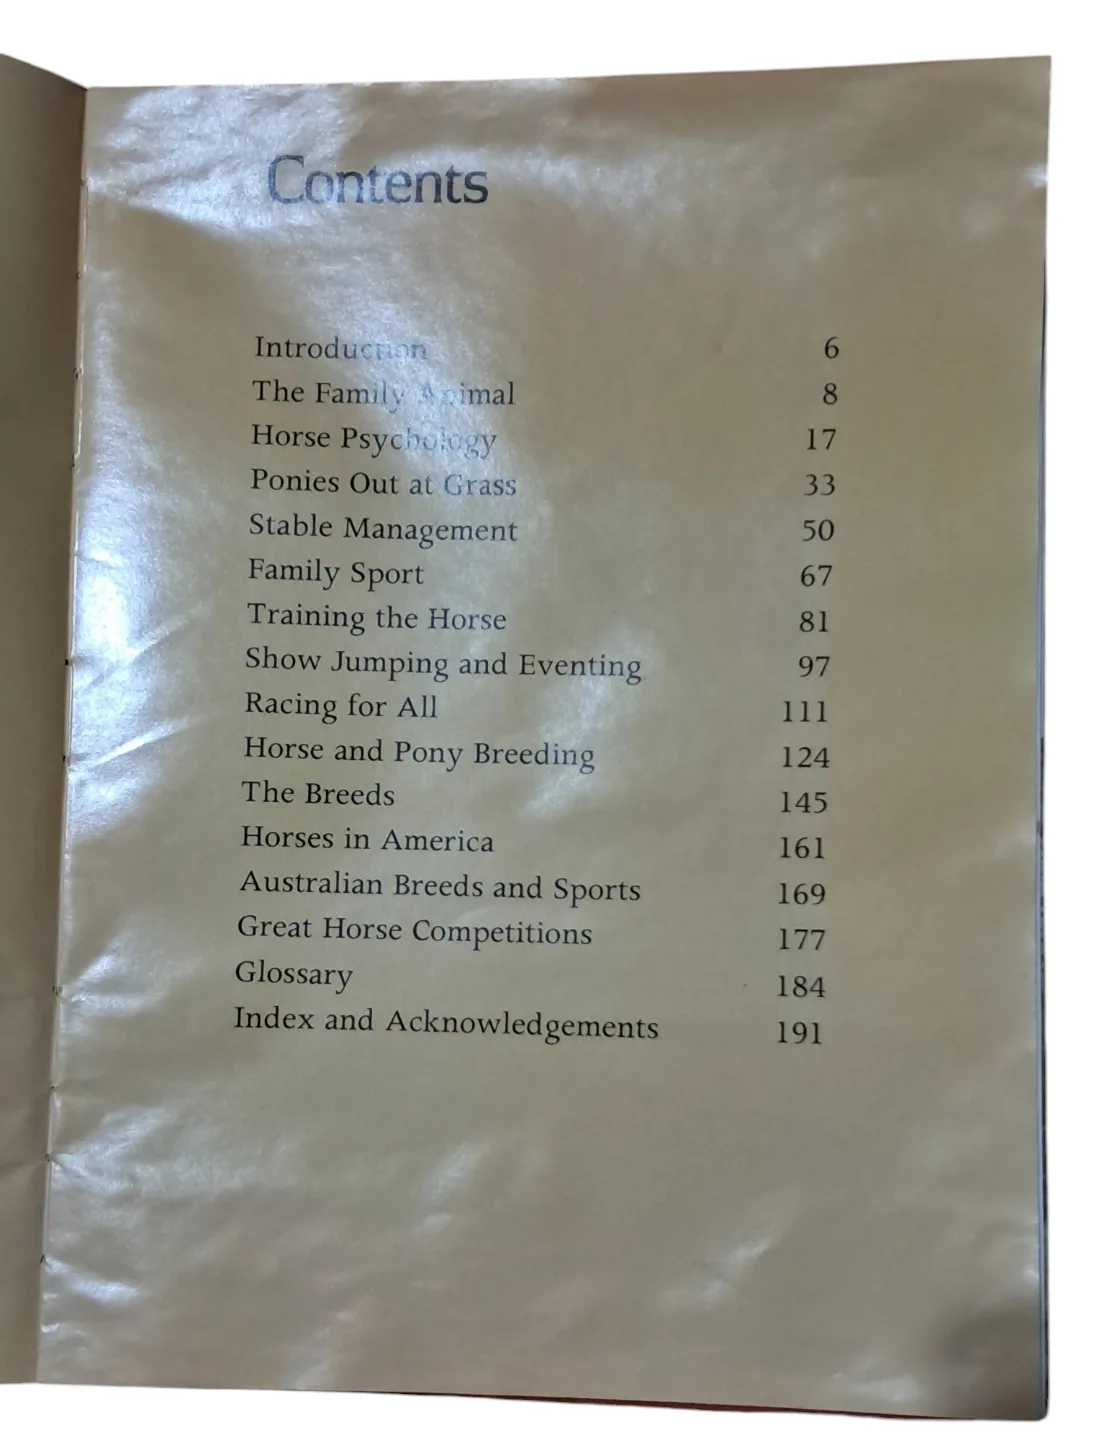 Contents
Introduction 6
The Family Animal 8
Horse Psychology 17
Ponies Out at Grass 33
Stable Management 50
Family Sport 67
Training the Horse 81
Show Jumping and Eventing 97
Racing for All 111
Horse and Pony Breeding 124
The Breeds 145
Horses in America 161
Australian Breeds and Sports 169
Great Horse Competitions 177
Glossary 184
Index and Acknowledgements 191